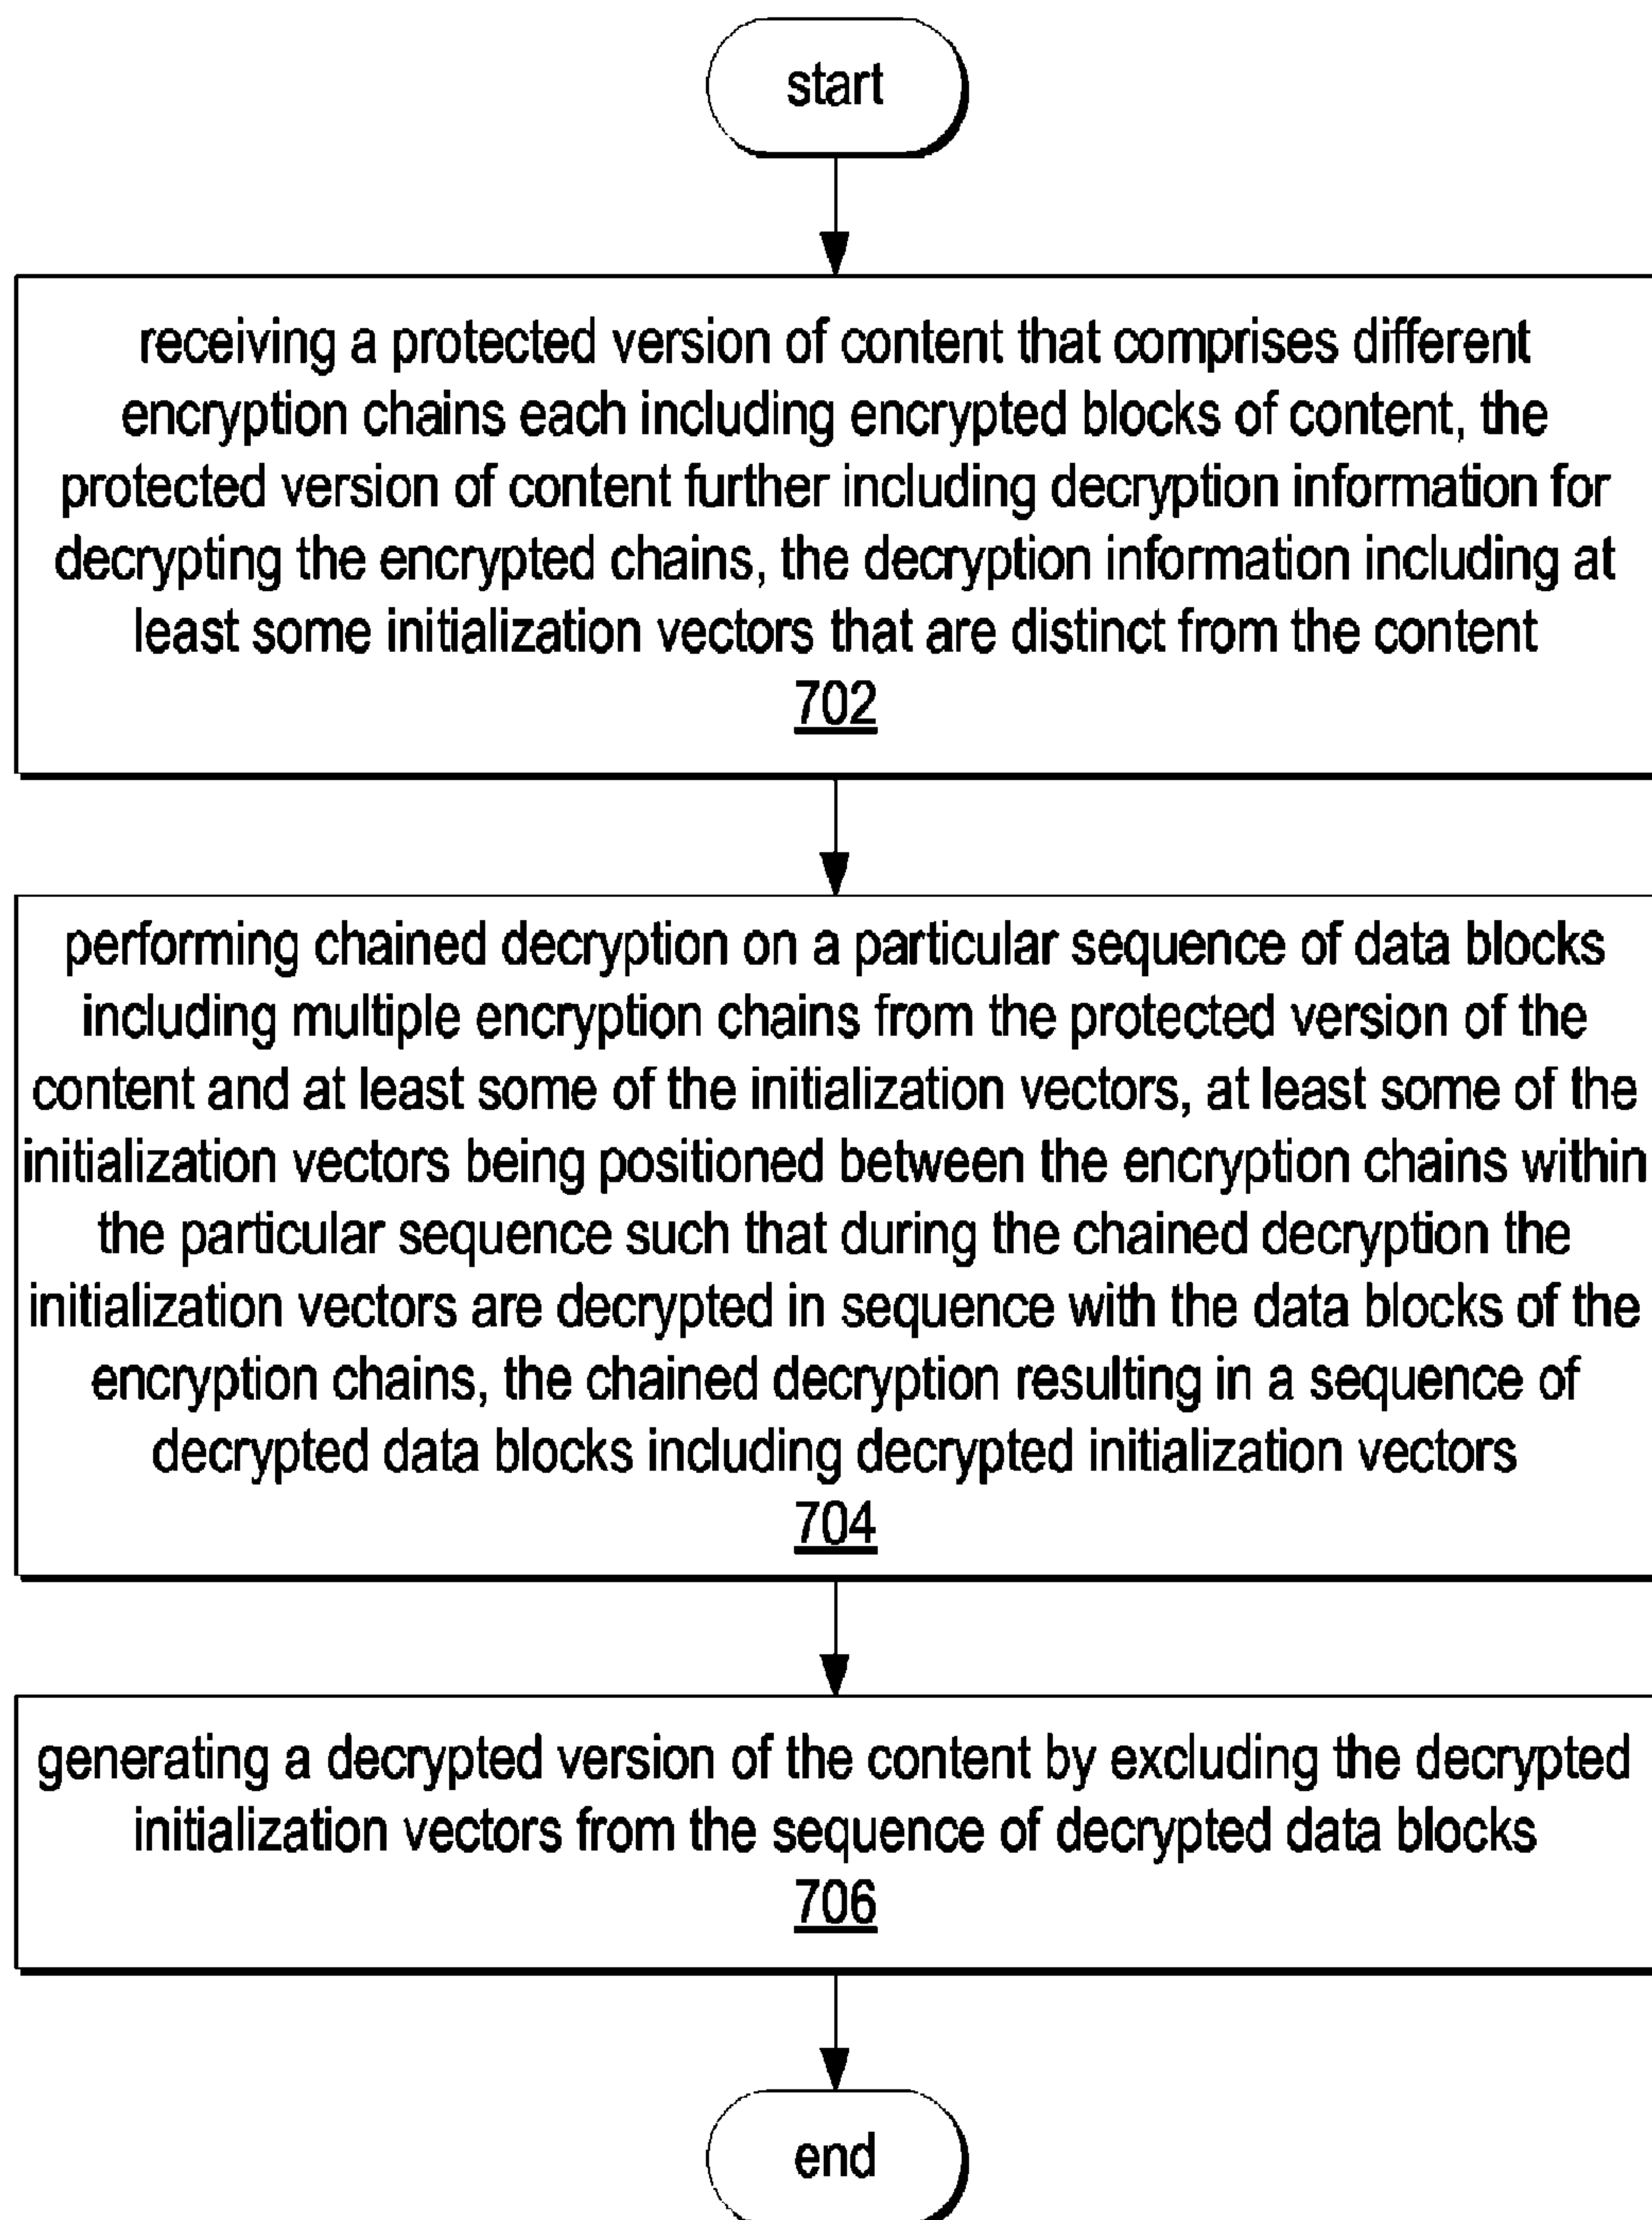 start
receiving a protected version of content that comprises different
encryption chains each including encrypted blocks of content, the
protected version of content further including decryption information for
decrypting the encrypted chains, the decryption information including at
least some initialization vectors that are distinct from the content
702
performing chained decryption on a particular sequence of data blocks
including multiple encryption chains from the protected version of the
content and at least some of the initialization vectors, at least some of the
initialization vectors being positioned between the encryption chains within
the particular sequence such that during the chained decryption the
initialization vectors are decrypted in sequence with the data blocks of the
encryption chains, the chained decryption resulting in a sequence of
decrypted data blocks including decrypted initialization vectors
704
generating a decrypted version of the content by excluding the decrypted
initialization vectors from the sequence of decrypted data blocks
706
end